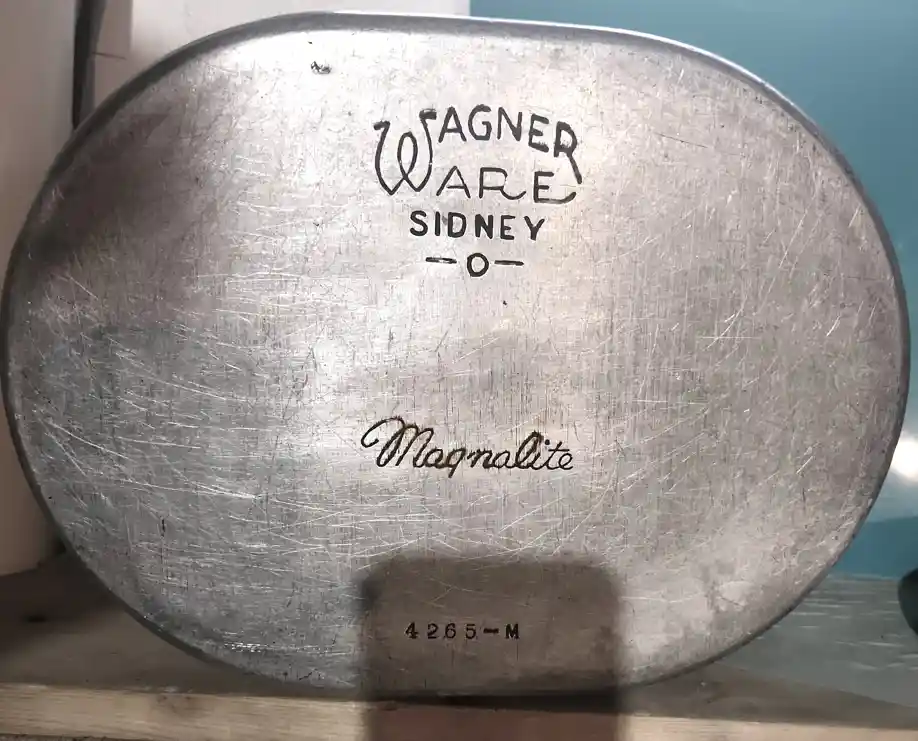 WAGNER
WARE
SIDNEY
-O-
Magnalite
4265-M